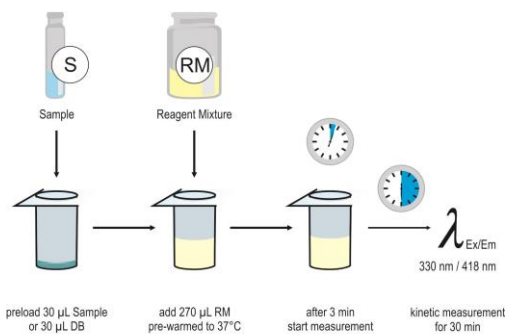 S
RM
Sample
Reagent Mixture
λ Ex/Em
330 nm / 418 nm
preload 30 µL Sample
or 30 µL DB
add 270 µL RM
pre-warmed to 37°C
after 3 min
start measurement
kinetic measurement
for 30 min